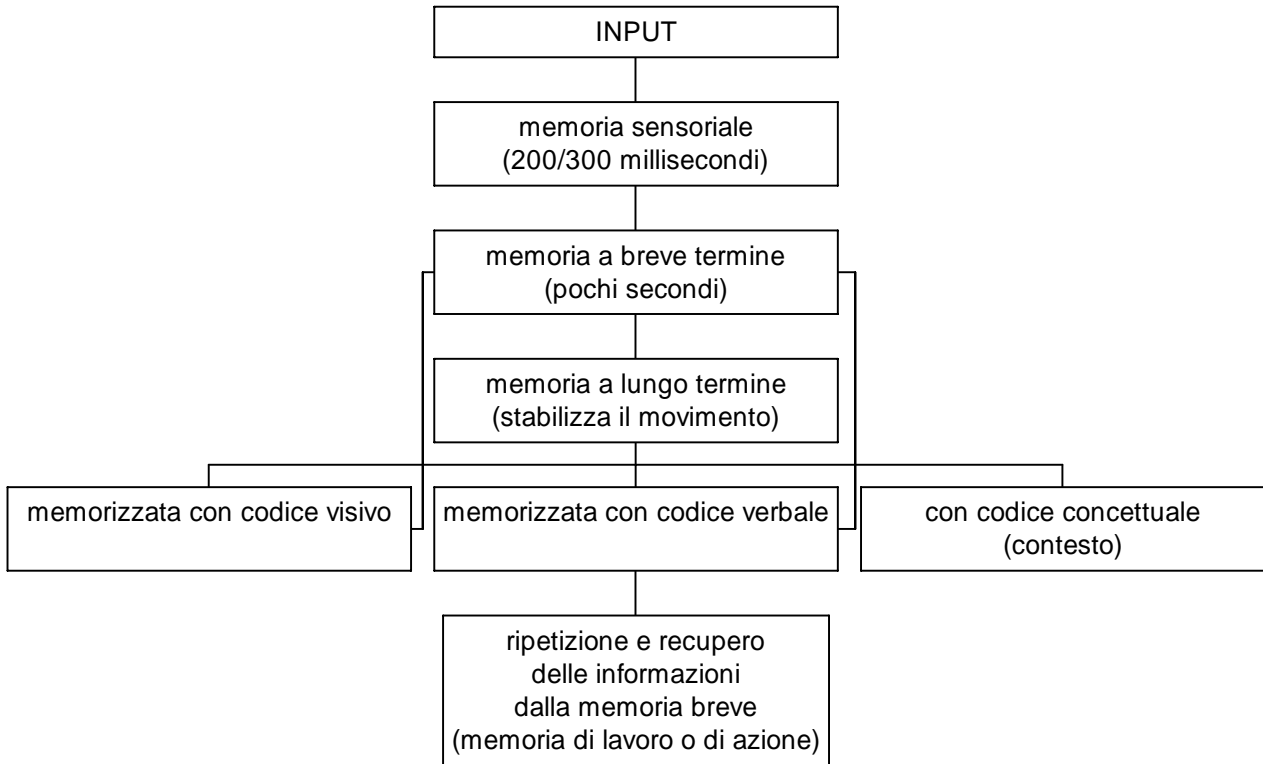 INPUT
memoria sensoriale
(200/300 millisecondi)
memoria a breve termine
(pochi secondi)
memoria a lungo termine
(stabilizza il movimento)
memorizzata con codice visivo
memorizzata con codice verbale
con codice concettuale
(contesto)
ripetizione e recupero
delle informazioni
dalla memoria breve
(memoria di lavoro o di azione)